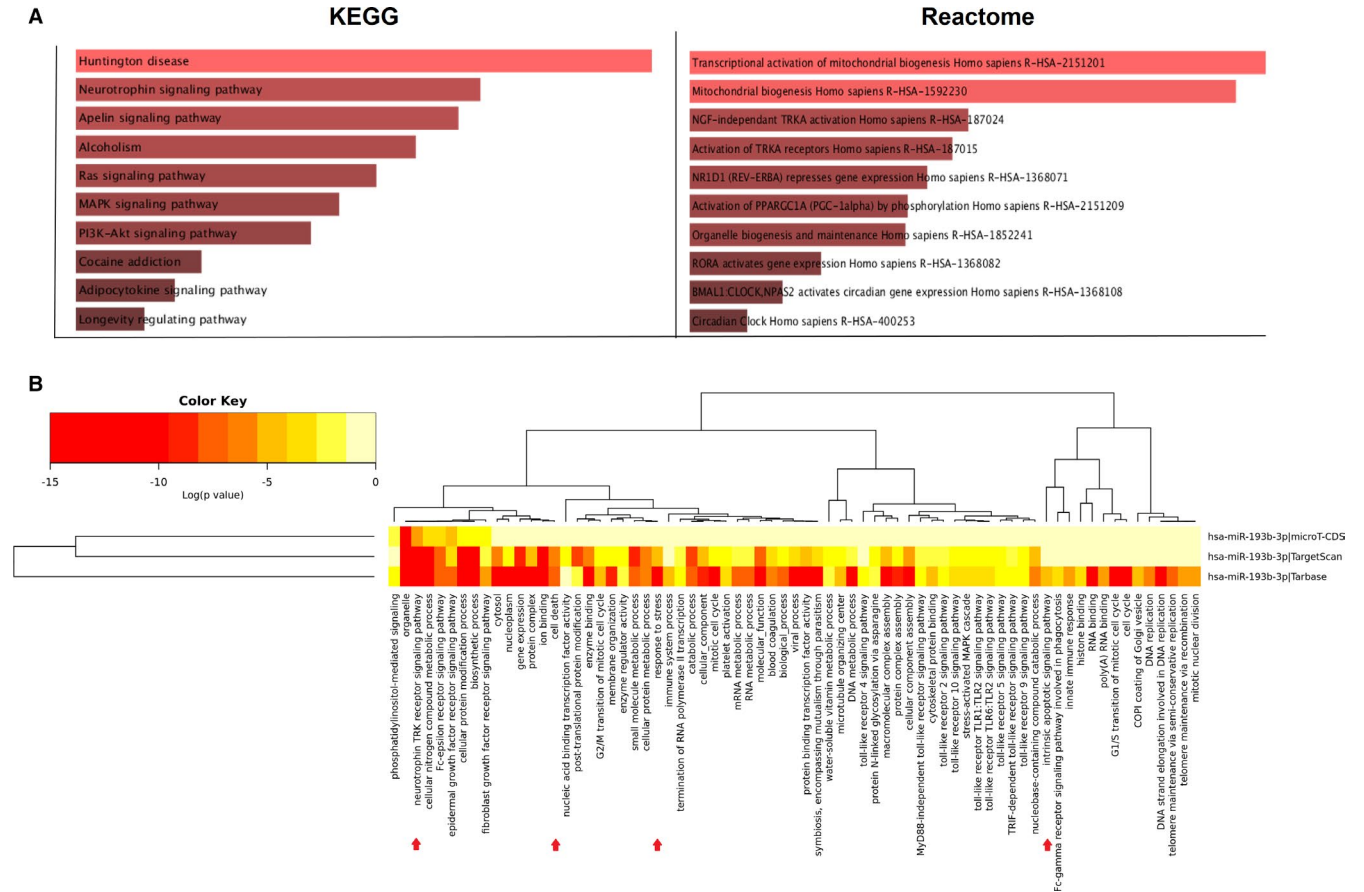 A
KEGG
Reactome
Huntington disease
Neurotrophin signaling pathway
Apelin signaling pathway
Alcoholism
Ras signaling pathway
MAPK signaling pathway
PI3K-Akt signaling pathway
Cocaine addiction
Adipocytokine signaling pathway
Longevity regulating pathway
Transcriptional activation of mitochondrial biogenesis Homo sapiens R-HSA-2151201
Mitochondrial biogenesis Homo sapiens R-HSA-1592230
NGF-independant TRKA activation Homo sapiens R-HSA-187024
Activation of TRKA receptors Homo sapiens R-HSA-187015
NR1D1 (REV-ERBA) represses gene expression Homo sapiens R-HSA-1368071
Activation of PPARGC1A (PGC-1alpha) by phosphorylation Homo sapiens R-HSA-2151209
Organelle biogenesis and maintenance Homo sapiens R-HSA-1852241
RORA activates gene expression Homo sapiens R-HSA-1368082
BMAL1:CLOCK,NPAS2 activates circadian gene expression Homo sapiens R-HSA-1368108
Circadian Clock Homo sapiens R-HSA-400253
B
Color Key
-15 -10 -5 0
Log(p value)
hsa-miR-193b-3p|microT-CDS
hsa-miR-193b-3p|TargetScan
hsa-miR-193b-3p|Tarbase
phosphatidylinositol-mediated signaling
organelle
neurotrophin TRK receptor signaling pathway
cellular nitrogen compound metabolic process
Fc-epsilon receptor signaling pathway
epidermal growth factor receptor signaling pathway
cellular protein modification process
biosynthetic process
fibroblast growth factor receptor signaling pathway
cytosol
nucleoplasm
gene expression
protein complex
ion binding
cell death
nucleic acid binding transcription factor activity
post-translational protein modification
enzyme binding
G2/M transition of mitotic cell cycle
membrane organization
enzyme regulator activity
small molecule metabolic process
cellular protein metabolic process
response to stress
immune system process
termination of RNA polymerase II transcription
catabolic process
cellular_component
mitotic cell cycle
platelet activation
mRNA metabolic process
RNA metabolic process
molecular_function
blood coagulation
biological_process
viral process
protein binding transcription factor activity
symbiosis, encompassing mutualism through parasitism
water-soluble vitamin metabolic process
microtubule organizing center
DNA metabolic process
toll-like receptor 4 signaling pathway
protein N-linked glycosylation via asparagine
macromolecular complex assembly
protein complex assembly
cellular component assembly
MyD88-independent toll-like receptor signaling pathway
cytoskeletal protein binding
toll-like receptor 2 signaling pathway
toll-like receptor 10 signaling pathway
stress-activated MAPK cascade
toll-like receptor TLR1:TLR2 signaling pathway
toll-like receptor TLR6:TLR2 signaling pathway
toll-like receptor 5 signaling pathway
TRIF-dependent toll-like receptor signaling pathway
toll-like receptor 9 signaling pathway
nucleobase-containing compound catabolic process
intrinsic apoptotic signaling pathway
Fc-gamma receptor signaling pathway involved in phagocytosis
innate immune response
histone binding
RNA binding
poly(A) RNA binding
G1/S transition of mitotic cell cycle
cell cycle
COPI coating of Golgi vesicle
DNA replication
DNA strand elongation involved in DNA replication
telomere maintenance via semi-conservative replication
telomere maintenance via recombination
mitotic nuclear division